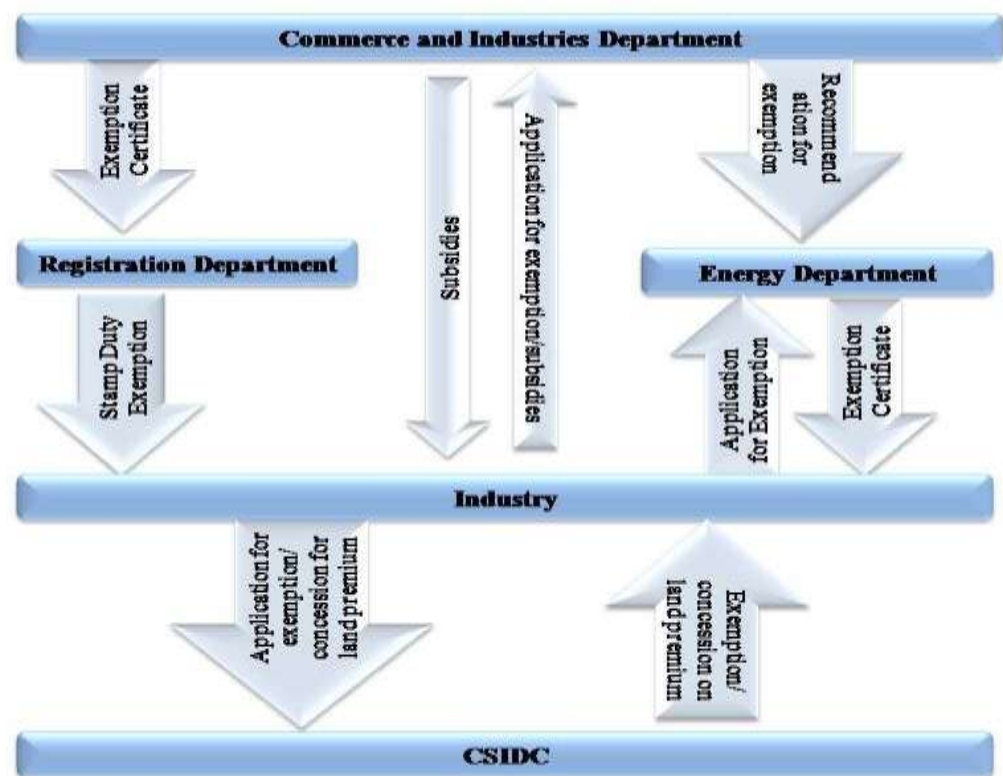 Commerce and Industries Department
Exemption
Certificate
Subsidies
Application for exemption/subsidies
Recommend
ation for
exemption
Registration Department
Energy Department
Stamp Duty
Exemption
Application
for Exemption
Exemption
Certificate
Industry
Application for
exemption/
concession for
land premium
Exemption/
concession on
land premium
CSIDC